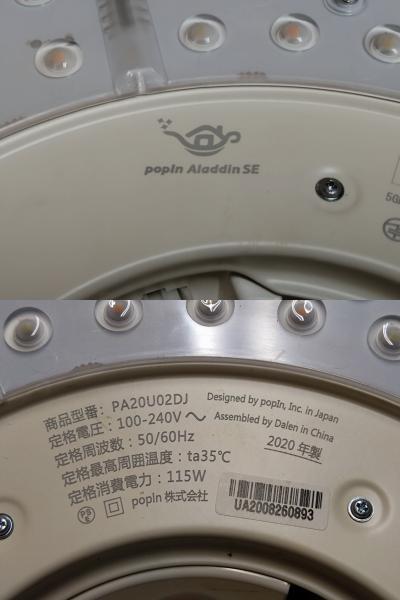 popIn Aladdin SE
商品型番: PA20U02DJ
定格電圧: 100-240V～
定格周波数: 50/60Hz
定格最高周囲温度: ta35℃
定格消費電力: 115W
PS
E
popIn 株式会社
Designed by popIn, Inc. in Japan
Assembled by Dalen in China
2020 年製
UA2008260893